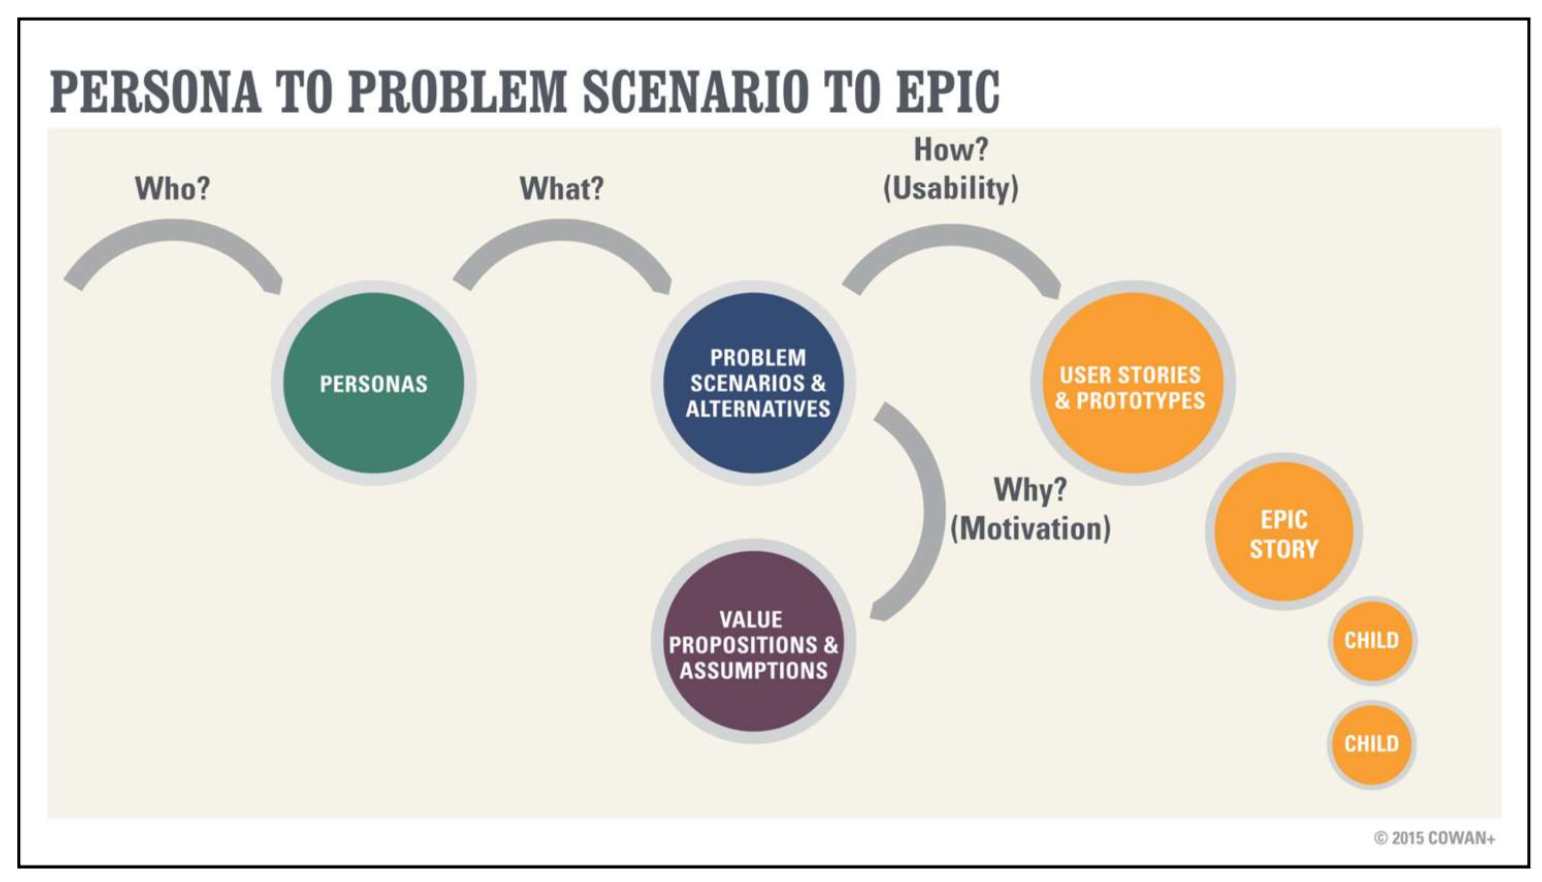 PERSONA TO PROBLEM SCENARIO TO EPIC
Who?
What?
How?
(Usability)
PERSONAS
PROBLEM
SCENARIOS &
ALTERNATIVES
USER STORIES
& PROTOTYPES
Why?
(Motivation)
EPIC
STORY
VALUE
PROPOSITIONS &
ASSUMPTIONS
CHILD
CHILD
© 2015 COWAN+